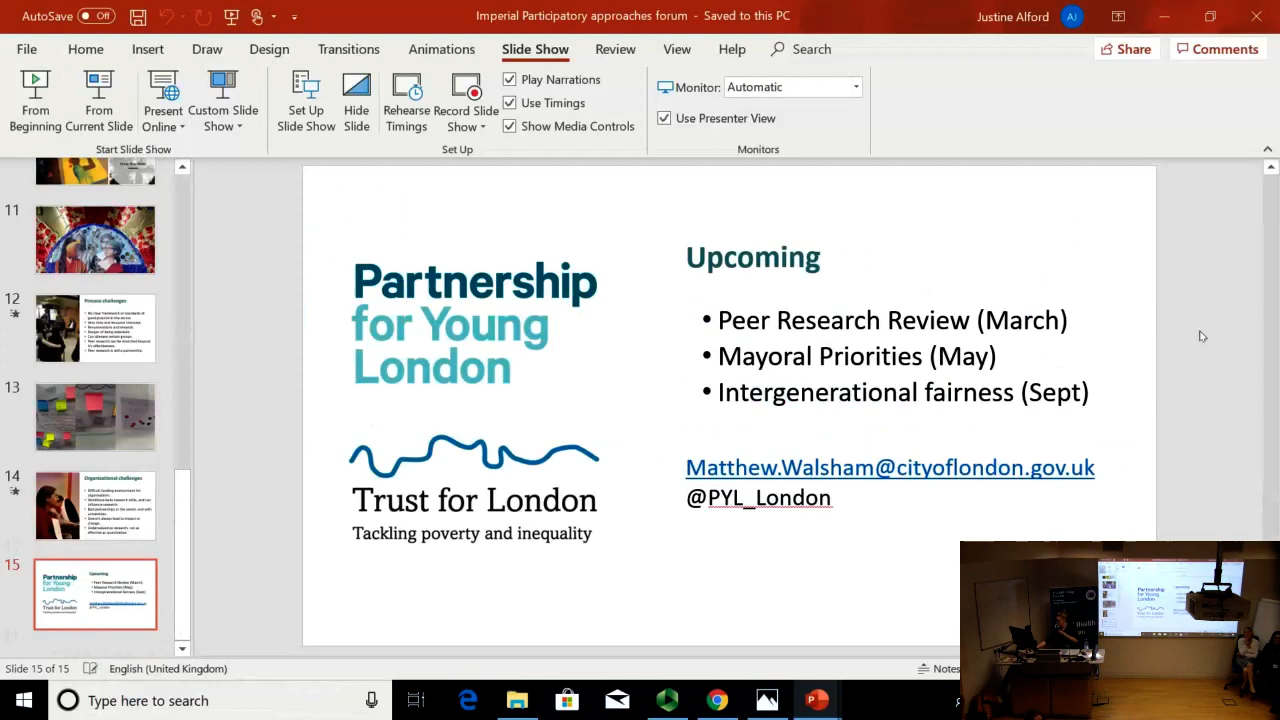 AutoSave Off
Imperial Participatory approaches forum - Saved to this PC
Justine Alford AJ
File Home Insert Draw Design Transitions Animations Slide Show Review View Help Search
Share Comments
From Beginning
From Current Slide
Present Online
Custom Slide Show
Set Up Slide Show
Hide Slide
Rehearse Timings
Record Slide Show
Play Narrations
Use Timings
Show Media Controls
Monitor: Automatic
Use Presenter View
Start Slide Show
Set Up
Monitors
11
12
Process challenges
13
14
Organizational challenges
15
Partnership
for Young
London
Trust for London
Tackling poverty and inequality
Upcoming
• Peer Research Review (March)
• Mayoral Priorities (May)
• Intergenerational fairness (Sept)
Matthew.Walsham@cityoflondon.gov.uk
@PYL_London
Slide 15 of 15
English (United Kingdom)
Notes
Type here to search